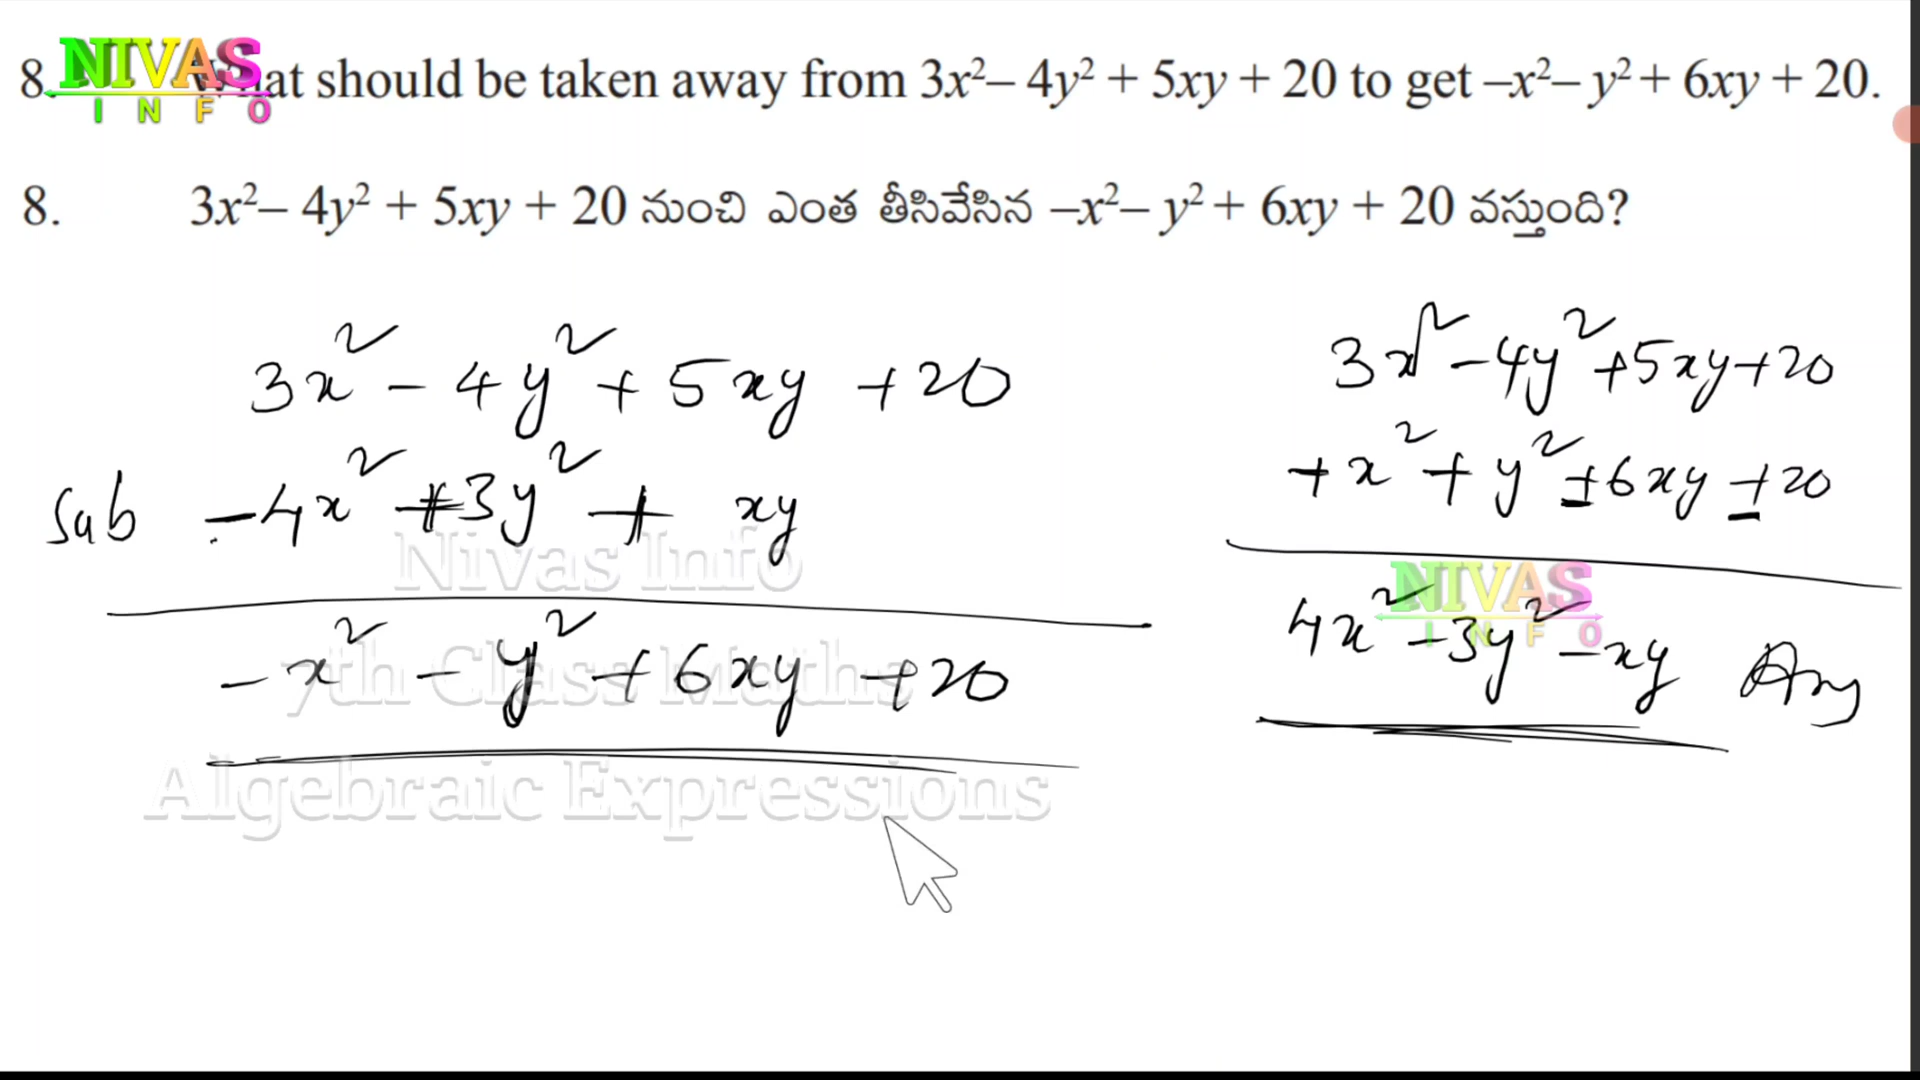 8. What should be taken away from 3x²– 4y² + 5xy + 20 to get –x²– y² + 6xy + 20.
NIVAS
INFO
8. 3x²– 4y² + 5xy + 20 నుంచి ఎంత తీసివేసిన –x²– y² + 6xy + 20 వస్తుంది?
3x² - 4y² + 5xy + 20
Sub - 4x² + 3y² + xy
- x² - y² + 6xy + 20
3x² - 4y² + 5xy + 20
+ x² + y² ± 6xy ± 20
4x² - 3y² - xy Ans
NIVAS
INFO
Nivas Info
7th Class Maths
Algebraic Expressions